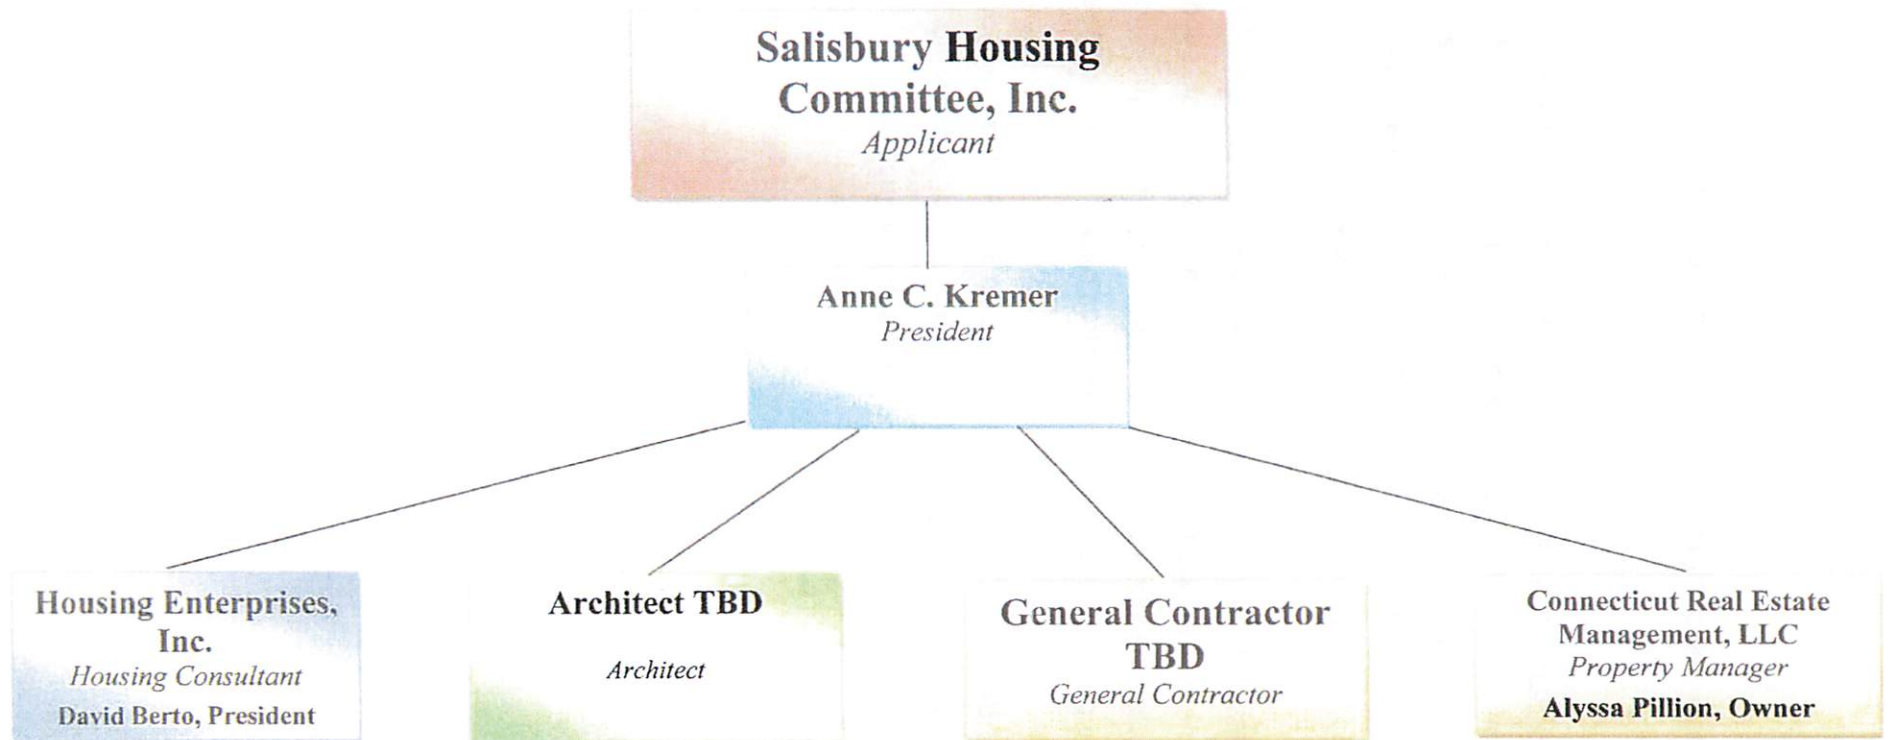 Salisbury Housing
Committee, Inc.
Applicant
Anne C. Kremer
President
Housing Enterprises,
Inc.
Housing Consultant
David Berto, President
Architect TBD
Architect
General Contractor
TBD
General Contractor
Connecticut Real Estate
Management, LLC
Property Manager
Alyssa Pillion, Owner